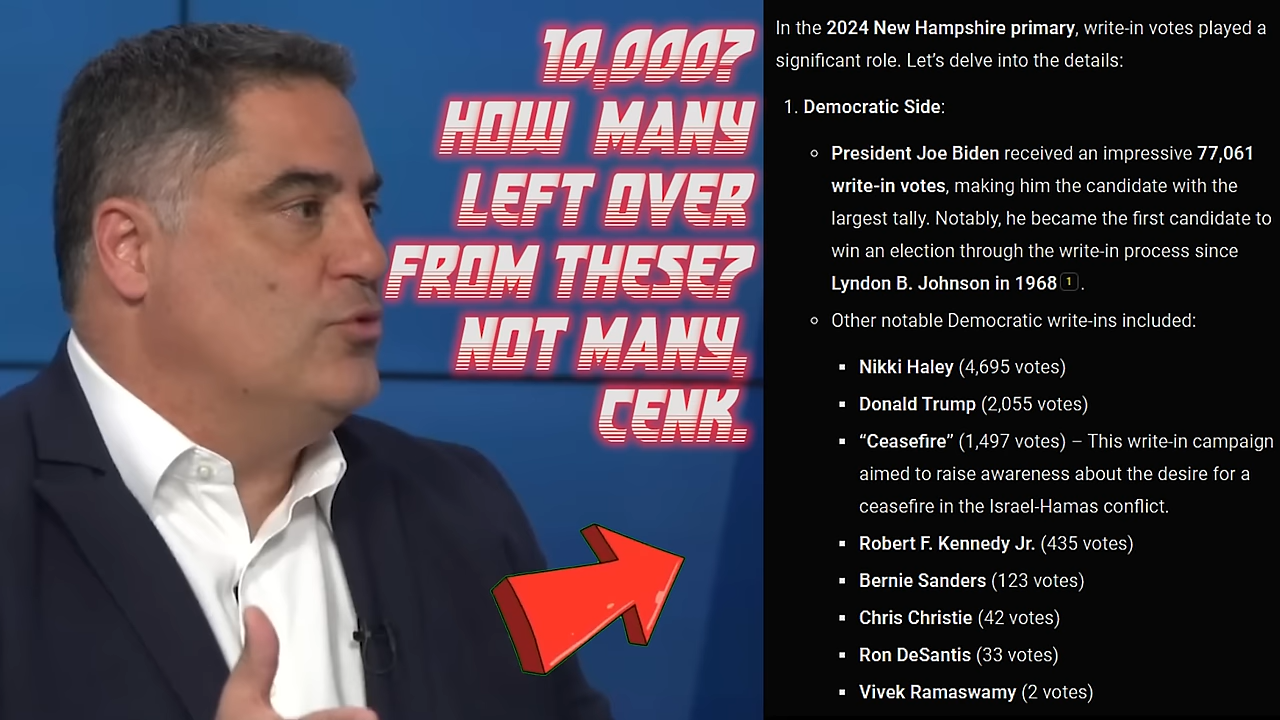 10,000?
HOW MANY
LEFT OVER
FROM THESE?
NOT MANY,
CENK.
In the 2024 New Hampshire primary, write-in votes played a
significant role. Let’s delve into the details:
1. Democratic Side:
President Joe Biden received an impressive 77,061
write-in votes, making him the candidate with the
largest tally. Notably, he became the first candidate to
win an election through the write-in process since
Lyndon B. Johnson in 1968 1 .
Other notable Democratic write-ins included:
Nikki Haley (4,695 votes)
Donald Trump (2,055 votes)
“Ceasefire” (1,497 votes) – This write-in campaign
aimed to raise awareness about the desire for a
ceasefire in the Israel-Hamas conflict.
Robert F. Kennedy Jr. (435 votes)
Bernie Sanders (123 votes)
Chris Christie (42 votes)
Ron DeSantis (33 votes)
Vivek Ramaswamy (2 votes)